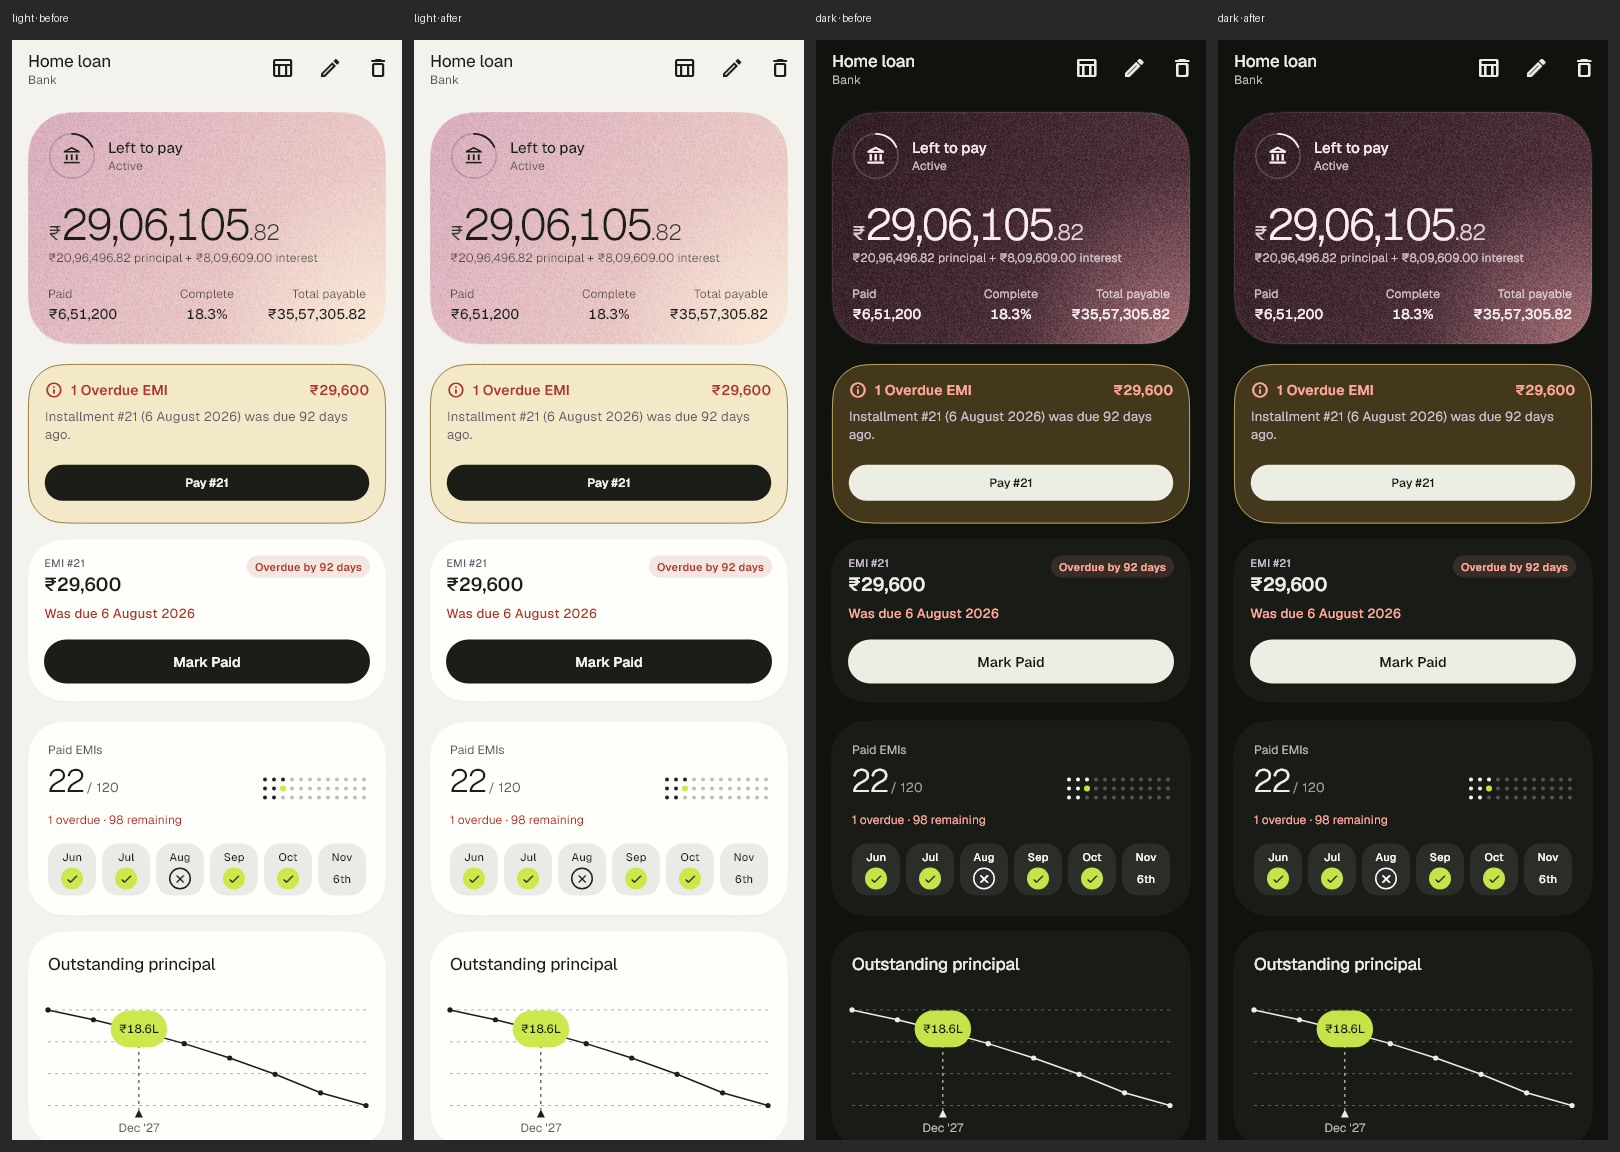 light·before
Home loan
Bank
Left to pay
Active
₹29,06,105.82
₹20,96,496.82 principal + ₹8,09,609.00 interest
Paid Complete Total payable
₹6,51,200 18.3% ₹35,57,305.82
1 Overdue EMI ₹29,600
Installment #21 (6 August 2026) was due 92 days
ago.
Pay #21
EMI #21
Overdue by 92 days
₹29,600
Was due 6 August 2026
Mark Paid
Paid EMIs
22 / 120
1 overdue · 98 remaining
Jun Jul Aug Sep Oct Nov
6th
Outstanding principal
₹18.6L
Dec '27
light·after
Home loan
Bank
Left to pay
Active
₹29,06,105.82
₹20,96,496.82 principal + ₹8,09,609.00 interest
Paid Complete Total payable
₹6,51,200 18.3% ₹35,57,305.82
1 Overdue EMI ₹29,600
Installment #21 (6 August 2026) was due 92 days
ago.
Pay #21
EMI #21
Overdue by 92 days
₹29,600
Was due 6 August 2026
Mark Paid
Paid EMIs
22 / 120
1 overdue · 98 remaining
Jun Jul Aug Sep Oct Nov
6th
Outstanding principal
₹18.6L
Dec '27
dark·before
Home loan
Bank
Left to pay
Active
₹29,06,105.82
₹20,96,496.82 principal + ₹8,09,609.00 interest
Paid Complete Total payable
₹6,51,200 18.3% ₹35,57,305.82
1 Overdue EMI ₹29,600
Installment #21 (6 August 2026) was due 92 days
ago.
Pay #21
EMI #21
Overdue by 92 days
₹29,600
Was due 6 August 2026
Mark Paid
Paid EMIs
22 / 120
1 overdue · 98 remaining
Jun Jul Aug Sep Oct Nov
6th
Outstanding principal
₹18.6L
Dec '27
dark·after
Home loan
Bank
Left to pay
Active
₹29,06,105.82
₹20,96,496.82 principal + ₹8,09,609.00 interest
Paid Complete Total payable
₹6,51,200 18.3% ₹35,57,305.82
1 Overdue EMI ₹29,600
Installment #21 (6 August 2026) was due 92 days
ago.
Pay #21
EMI #21
Overdue by 92 days
₹29,600
Was due 6 August 2026
Mark Paid
Paid EMIs
22 / 120
1 overdue · 98 remaining
Jun Jul Aug Sep Oct Nov
6th
Outstanding principal
₹18.6L
Dec '27